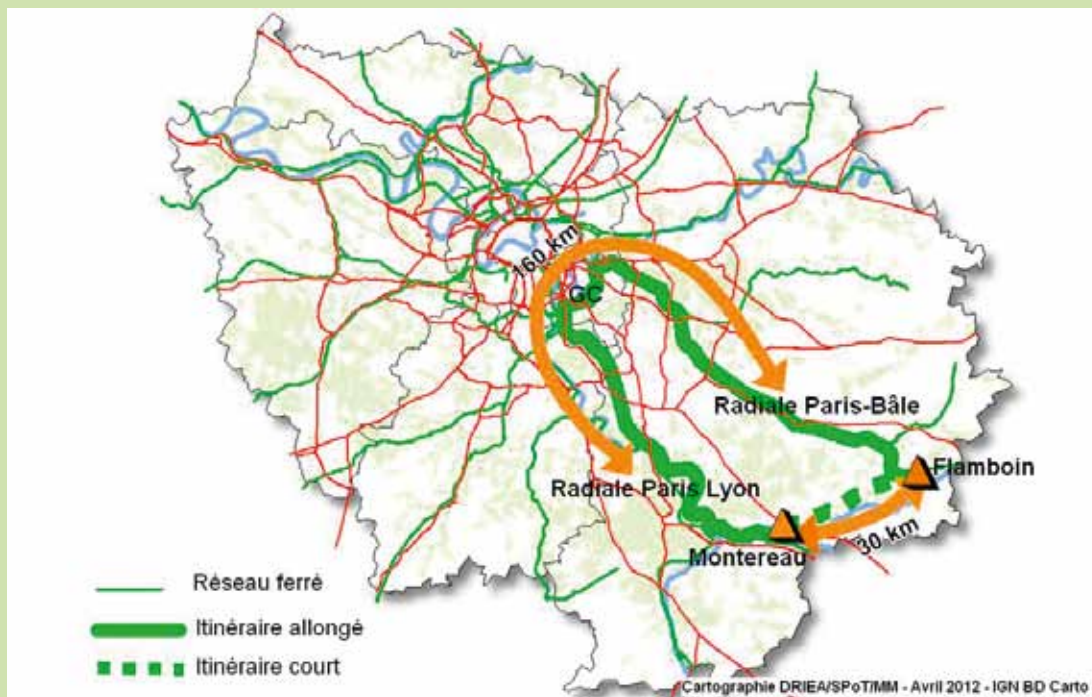 160 km
GC
Radiale Paris-Bâle
Flamboin
Radiale Paris Lyon
30 km
Montereau
Réseau ferré
Itinéraire allongé
Itinéraire court
Cartographie DRIEA/SPoT/MM - Avril 2012 - IGN BD Carto